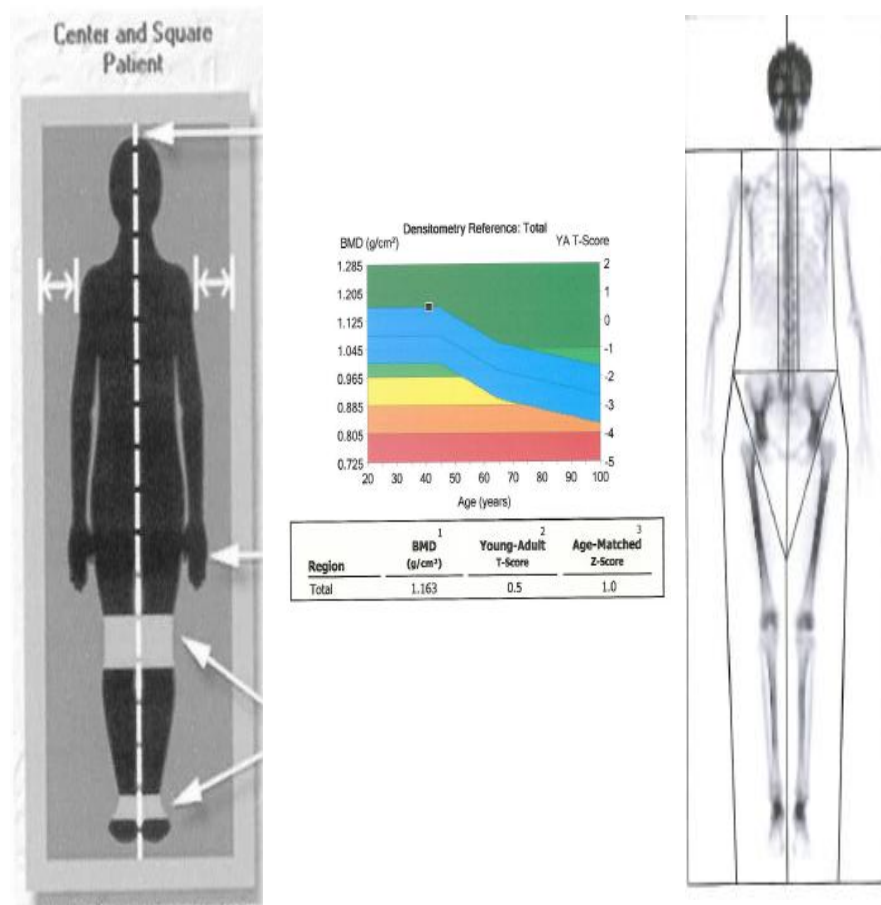 Center and Square
Patient
Densitometry Reference: Total
BMD (g/cm²) YA T-Score
1.285 2
1.205 1
1.125 0
1.045 -1
0.965 -2
0.885 -3
0.805 -4
0.725 -5
20 30 40 50 60 70 80 90 100
Age (years)
1 2 3
BMD Young-Adult Age-Matched
Region (g/cm²) T-Score Z-Score
Total 1.163 0.5 1.0